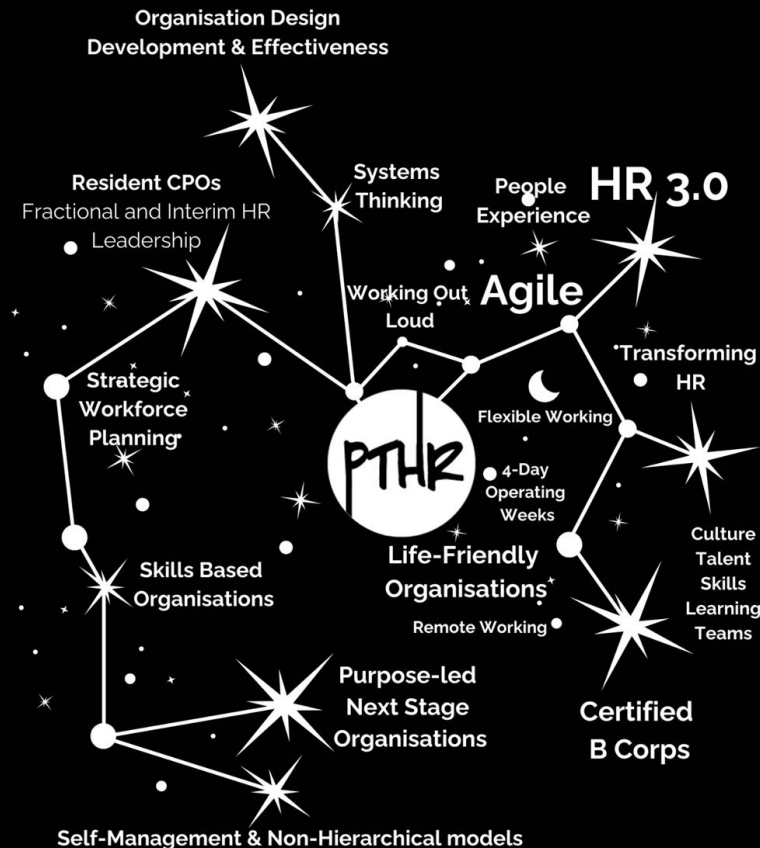 Organisation Design
Development & Effectiveness
Systems
Thinking
People
Experience
HR 3.0
Resident CPOs
Fractional and Interim HR
Leadership
Working Out
Loud
Agile
Transforming
HR
Strategic
Workforce
Planning
Flexible Working
PTHR
4-Day
Operating
Weeks
Culture
Talent
Skills
Learning
Teams
Life-Friendly
Organisations
Skills Based
Organisations
Remote Working
Purpose-led
Next Stage
Organisations
Certified
B Corps
Self-Management & Non-Hierarchical models